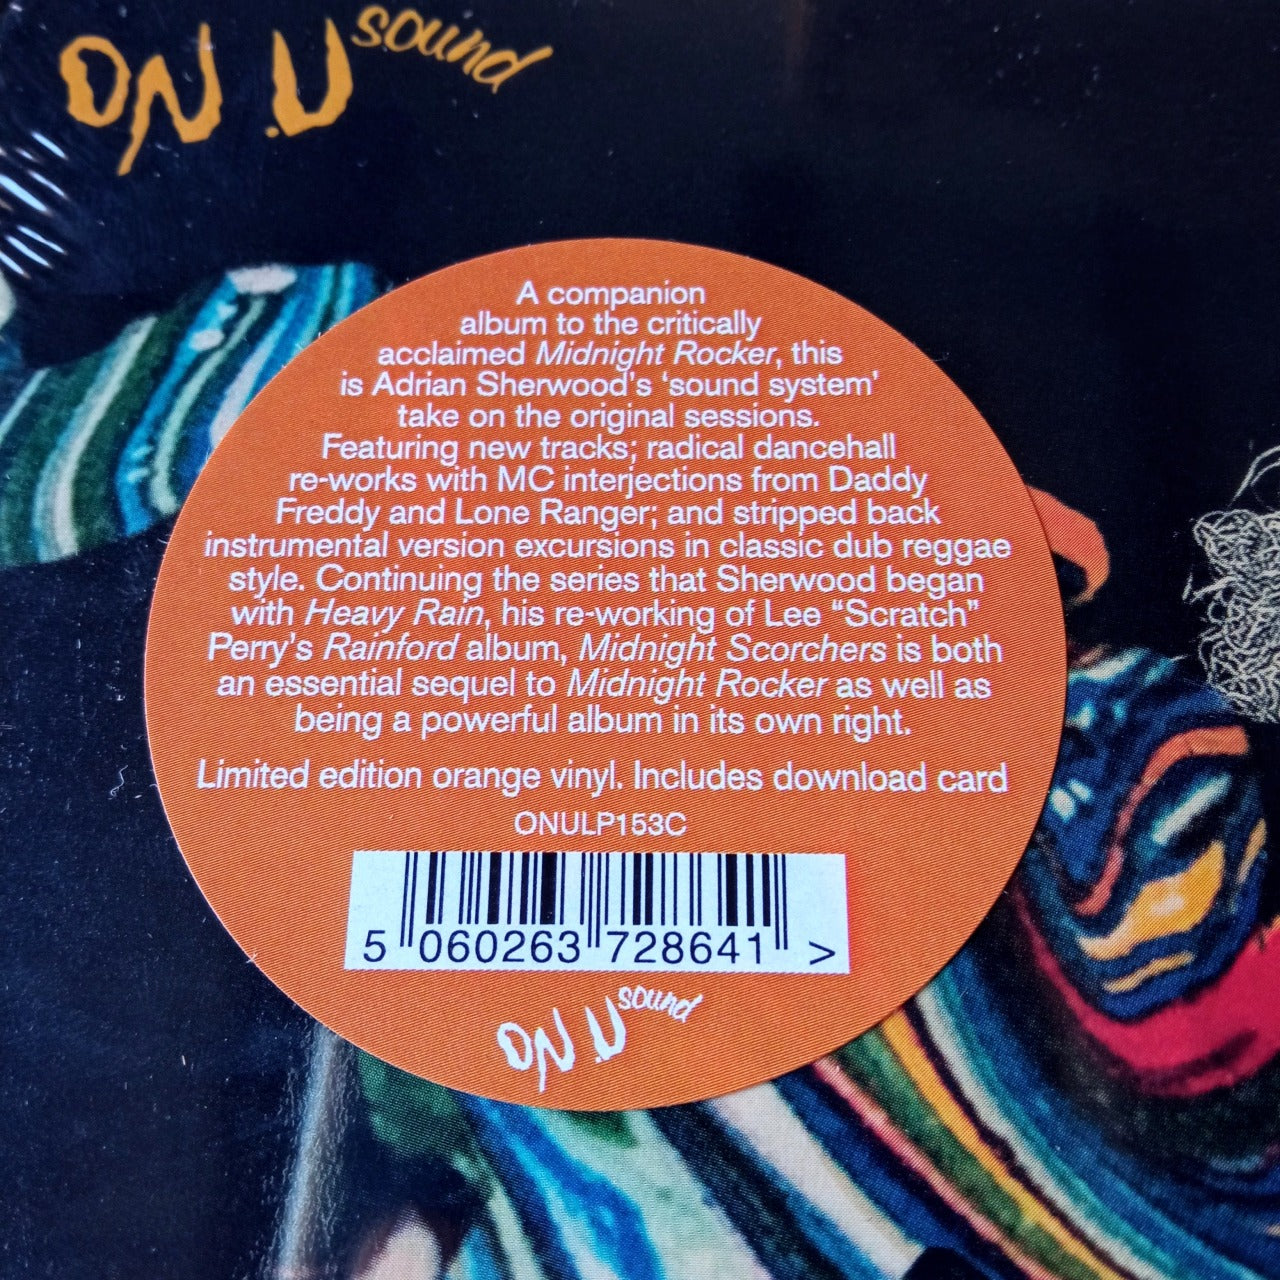 ON .U sound
A companion
album to the critically
acclaimed Midnight Rocker, this
is Adrian Sherwood's ‘sound system’
take on the original sessions.
Featuring new tracks; radical dancehall
re-works with MC interjections from Daddy
Freddy and Lone Ranger; and stripped back
instrumental version excursions in classic dub reggae
style. Continuing the series that Sherwood began
with Heavy Rain, his re-working of Lee “Scratch”
Perry’s Rainford album, Midnight Scorchers is both
an essential sequel to Midnight Rocker as well as
being a powerful album in its own right.
Limited edition orange vinyl. Includes download card
ONULP153C
5 060263 728641 >
ON .U sound